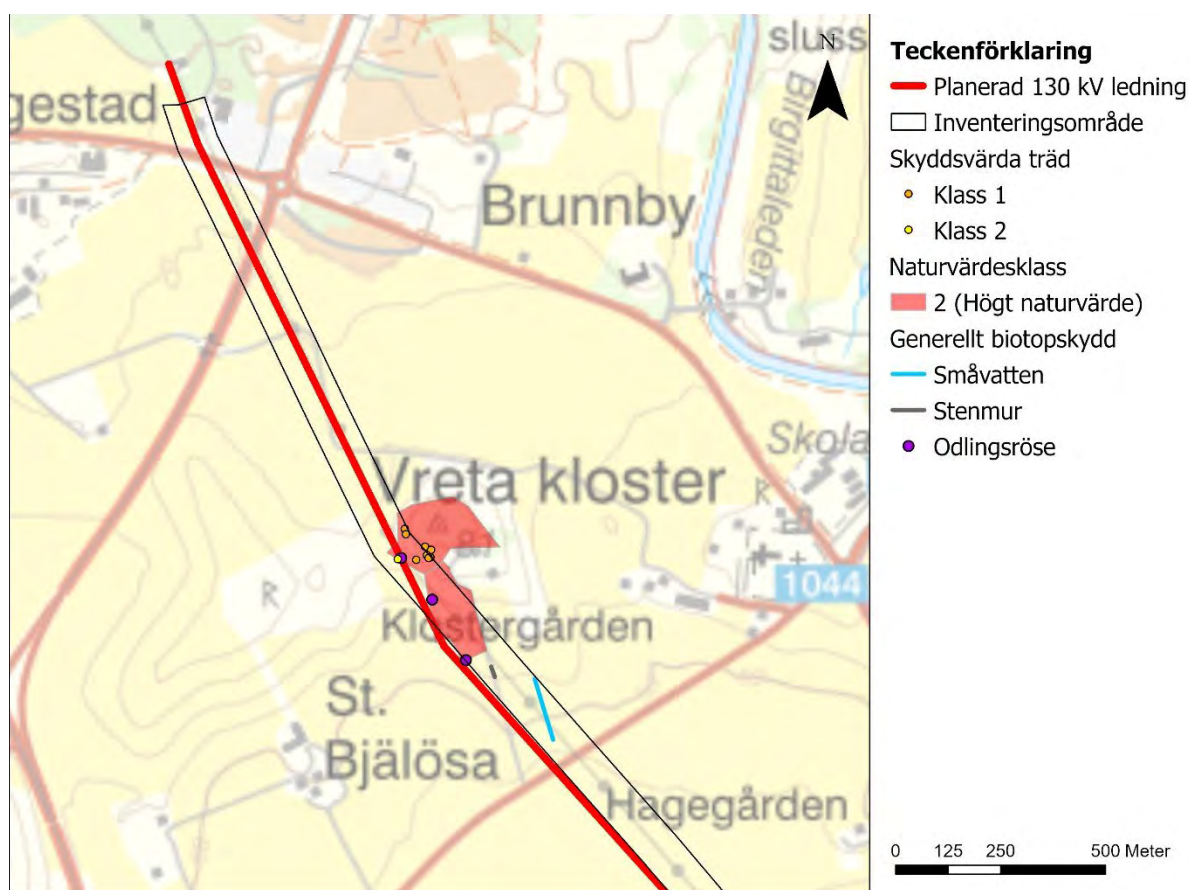 sluss
N
gestad
Birgittaleden
Brunnby
Skola
Vreta kloster
R
R
1044
Klostergården
St.
Bjälösa
Hagegården
Teckenförklaring
Planerad 130 kV ledning
Inventeringsområde
Skyddsvärda träd
Klass 1
Klass 2
Naturvärdesklass
2 (Högt naturvärde)
Generellt biotopskydd
Småvatten
Stenmur
Odlingsröse
0 125 250 500 Meter